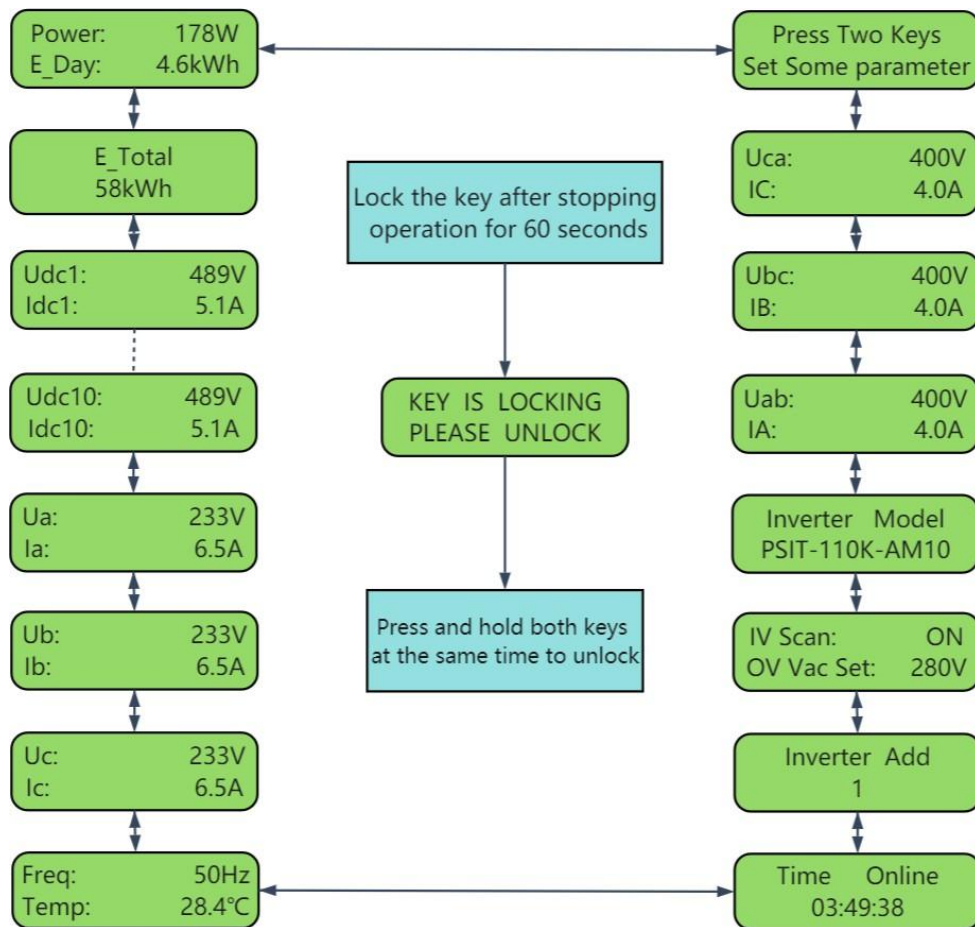 Power: 178W
E_Day: 4.6kWh
E_Total
58kWh
Udc1: 489V
Idc1: 5.1A
Udc10: 489V
Idc10: 5.1A
Ua: 233V
Ia: 6.5A
Ub: 233V
Ib: 6.5A
Uc: 233V
Ic: 6.5A
Freq: 50Hz
Temp: 28.4℃
Lock the key after stopping
operation for 60 seconds
KEY IS LOCKING
PLEASE UNLOCK
Press and hold both keys
at the same time to unlock
Press Two Keys
Set Some parameter
Uca: 400V
IC: 4.0A
Ubc: 400V
IB: 4.0A
Uab: 400V
IA: 4.0A
Inverter Model
PSIT-110K-AM10
IV Scan: ON
OV Vac Set: 280V
Inverter Add
1
Time Online
03:49:38